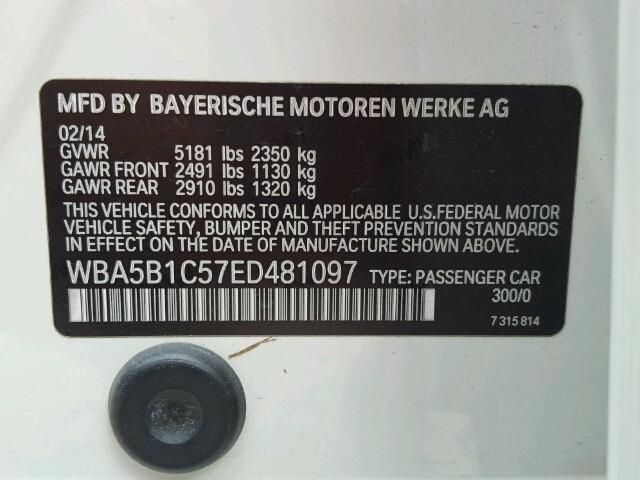 MFD BY BAYERISCHE MOTOREN WERKE AG
02/14
GVWR 5181 lbs 2350 kg
GAWR FRONT 2491 lbs 1130 kg
GAWR REAR 2910 lbs 1320 kg
THIS VEHICLE CONFORMS TO ALL APPLICABLE U.S.FEDERAL MOTOR
VEHICLE SAFETY, BUMPER AND THEFT PREVENTION STANDARDS
IN EFFECT ON THE DATE OF MANUFACTURE SHOWN ABOVE.
WBA5B1C57ED481097 TYPE: PASSENGER CAR
300/0
7 315 814